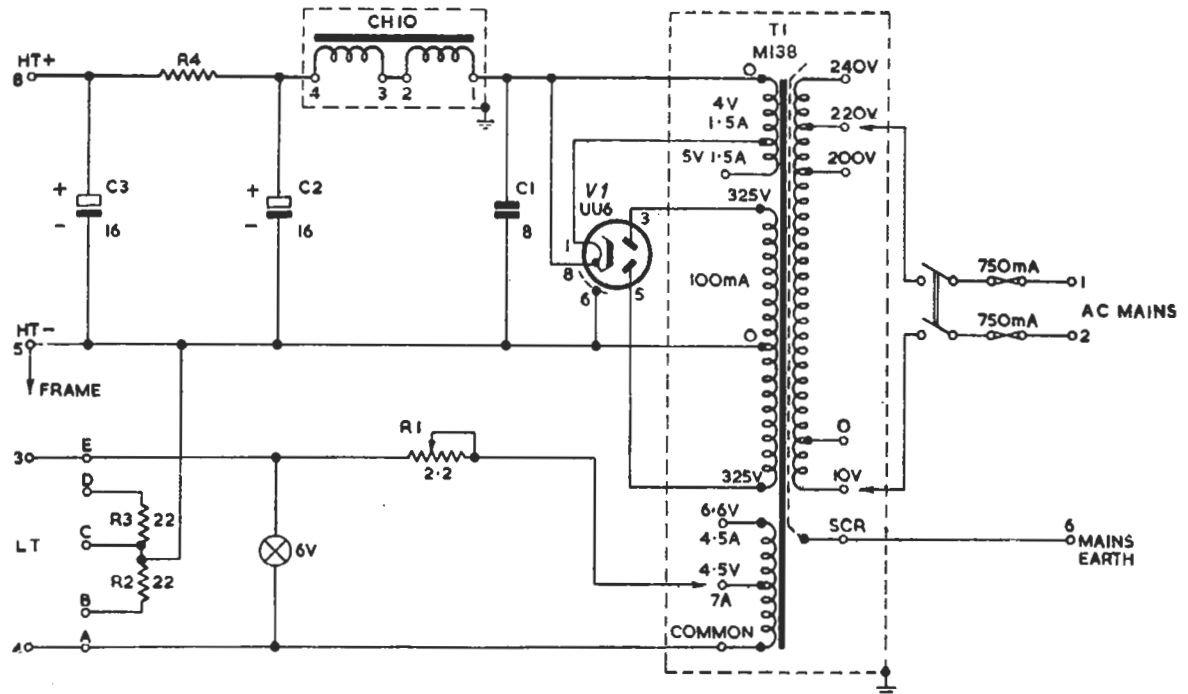 CH10
T1
M138
HT+
8
R4
4
3
2
O
240V
4V
1·5A
220V
5V 1·5A
200V
+
C3
-
16
+
C2
-
16
C1
8
V1
UU6
325V
3
1
8
6
5
100mA
750mA
1
AC MAINS
750mA
2
HT-
5
FRAME
O
R1
2·2
E
3
D
R3
22
C
LT
R2
22
B
A
4
6V
325V
O
10V
6·6V
4·5A
4·5V
7A
COMMON
SCR
6
MAINS
EARTH